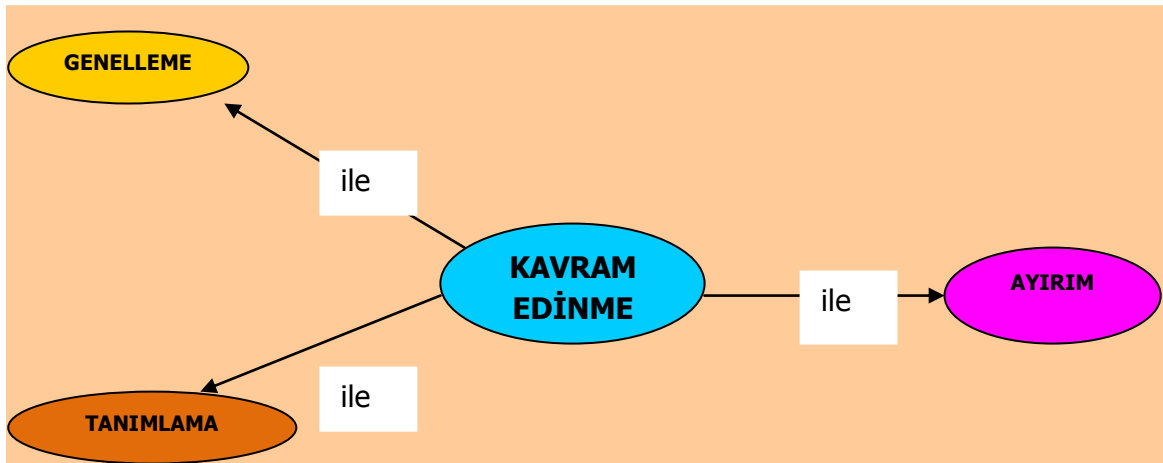 GENELLEME
ile
KAVRAM
EDİNME
ile
AYIRIM
ile
TANIMLAMA